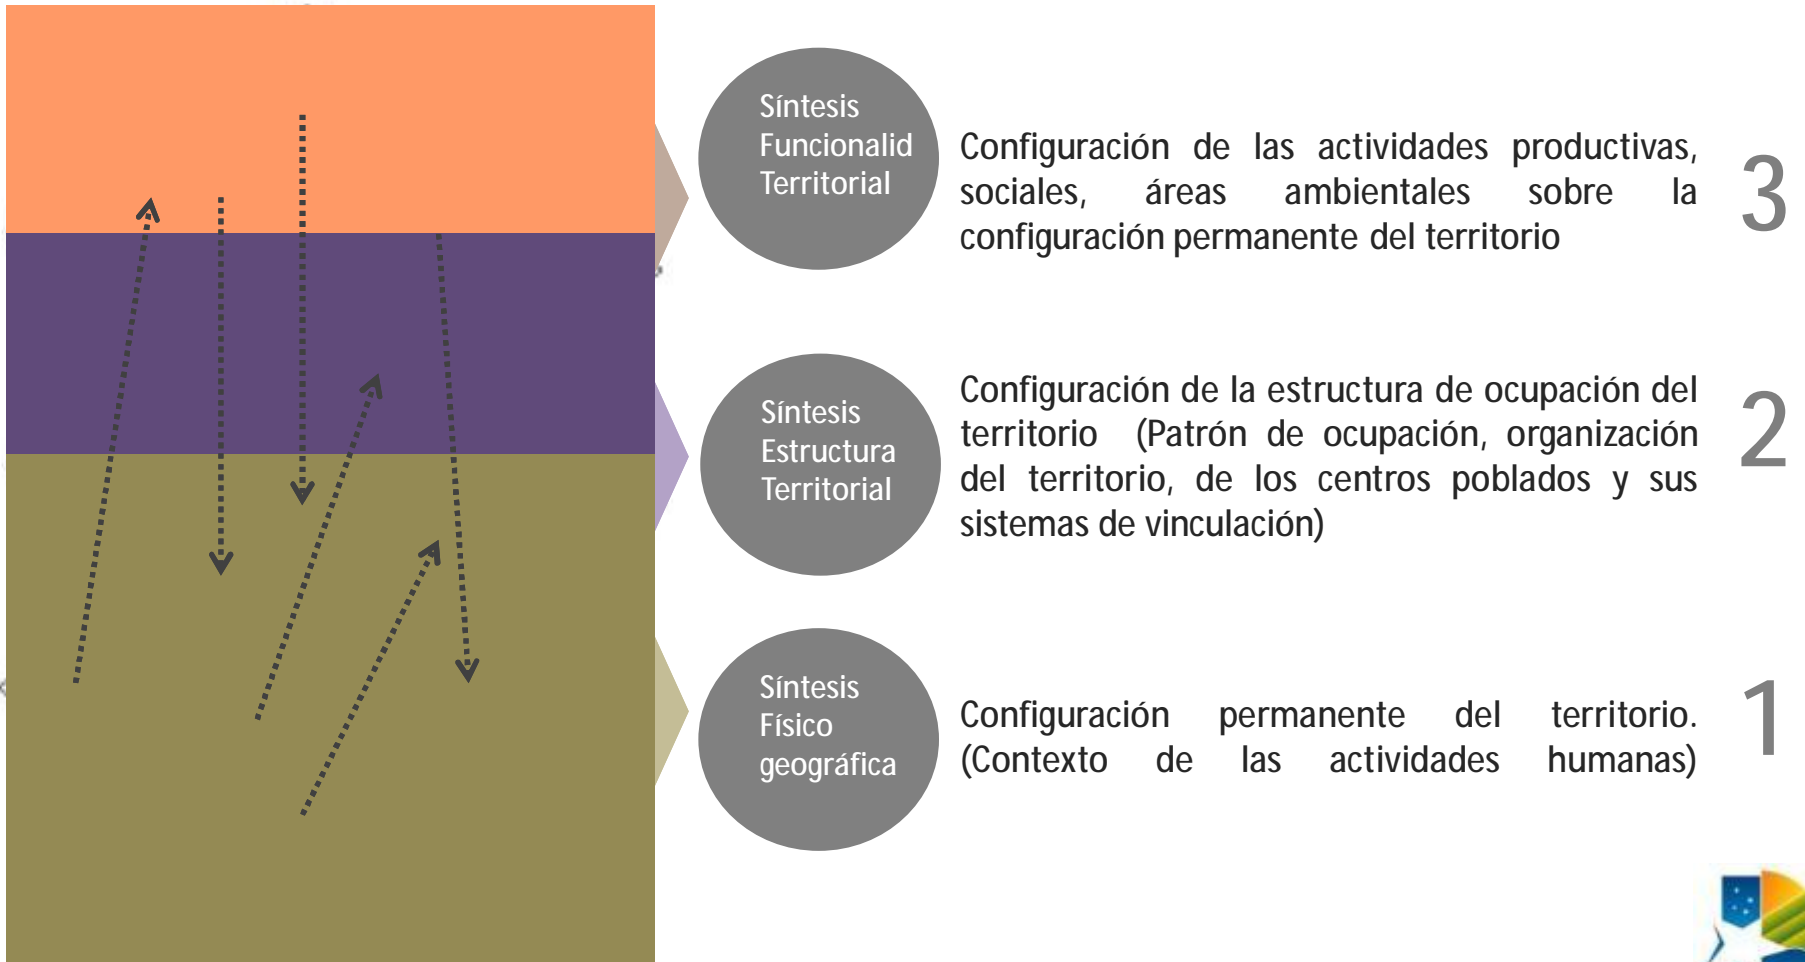 Síntesis
Funcionalid
Territorial
Configuración de las actividades productivas,
sociales, áreas ambientales sobre la
configuración permanente del territorio
3
Síntesis
Estructura
Territorial
Configuración de la estructura de ocupación del
territorio (Patrón de ocupación, organización
del territorio, de los centros poblados y sus
sistemas de vinculación)
2
Síntesis
Físico
geográfica
Configuración permanente del territorio.
(Contexto de las actividades humanas)
1